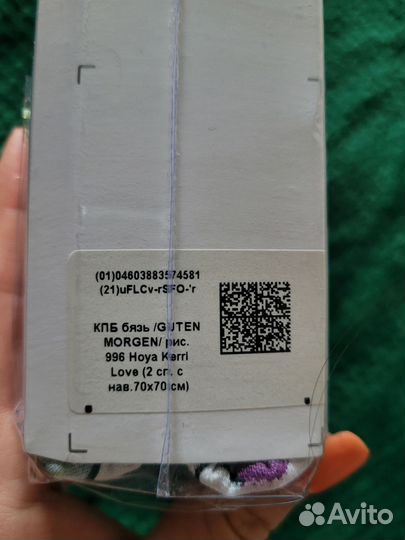 (01)04603883574581
(21)uFLCv-rSFO-'r
КПБ бязь /GUTEN
MORGEN/ рис.
996 Hoya Kerri
Love (2 сп. с
нав.70х70 см)
Avito